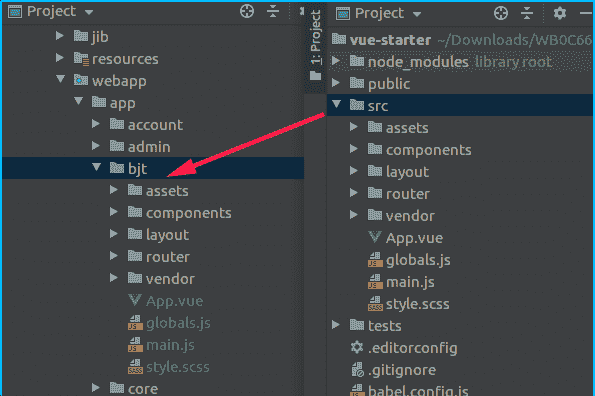 Project
jib
resources
webapp
app
account
admin
bjt
assets
components
layout
router
vendor
App.vue
globals.js
main.js
style.scss
core
1: Project
Project
vue-starter ~/Downloads/WB0C66
node_modules library root
public
src
assets
components
layout
router
vendor
App.vue
globals.js
main.js
style.scss
tests
.editorconfig
.gitignore
babel.config.js